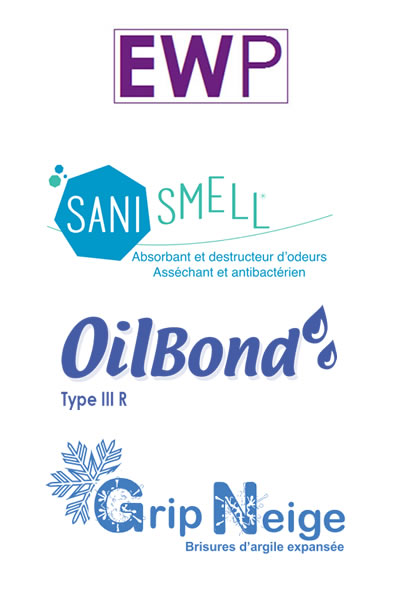 EWP
SANI SMELL®
Absorbant et destructeur d'odeurs
Asséchant et antibactérien
OilBond
Type III R
Grip Neige
Brisures d'argile expansée